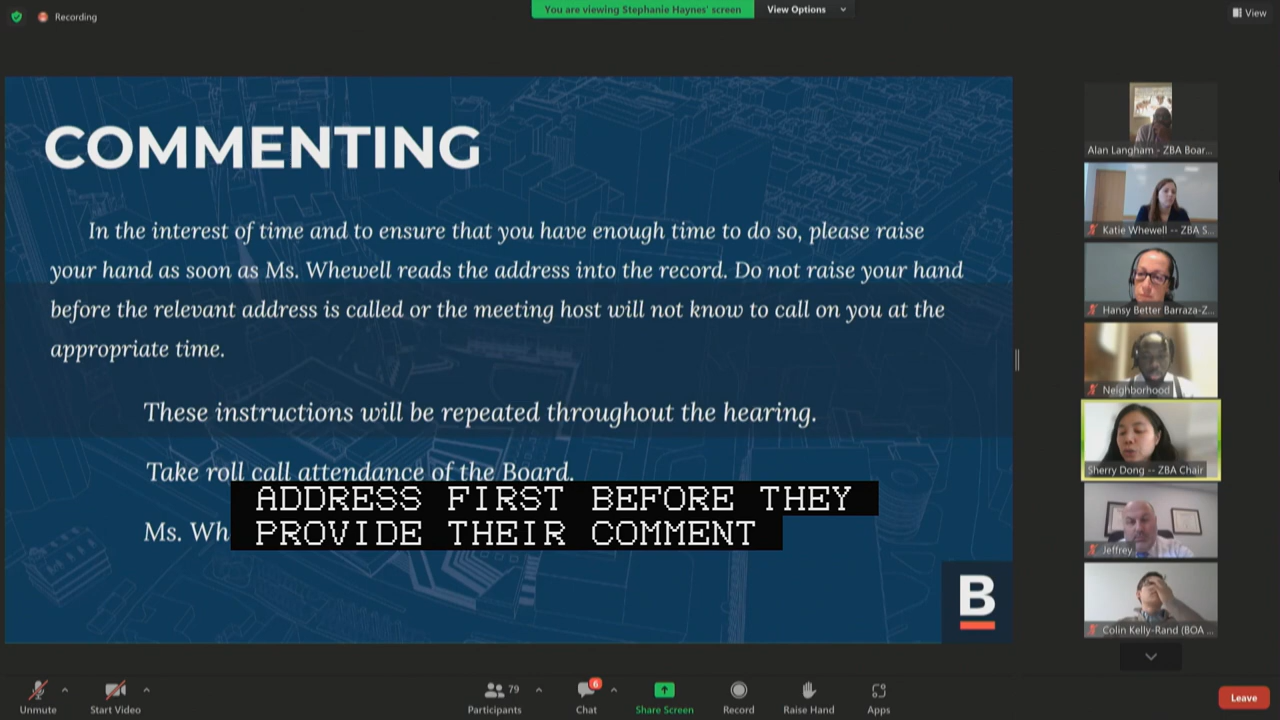 Recording
You are viewing Stephanie Haynes' screen
View Options
View
COMMENTING
In the interest of time and to ensure that you have enough time to do so, please raise
your hand as soon as Ms. Whewell reads the address into the record. Do not raise your hand
before the relevant address is called or the meeting host will not know to call on you at the
appropriate time.
These instructions will be repeated throughout the hearing.
Take roll call attendance of the Board.
Ms. Wh
ADDRESS FIRST BEFORE THEY
PROVIDE THEIR COMMENT
B
Alan Langham - ZBA Boar...
Katie Whewell -- ZBA S...
Hansy Better Barraza-Z...
Neighborhood
Sherry Dong -- ZBA Chair
Jeffrey
Colin Kelly-Rand (BOA ...
Unmute
Start Video
Participants
79
Chat
6
Share Screen
Record
Raise Hand
Apps
Leave